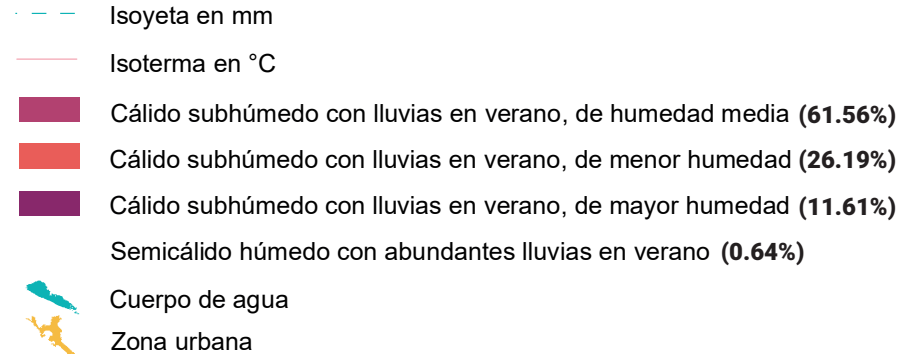 Isoyeta en mm
Isoterma en °C
Cálido subhúmedo con lluvias en verano, de humedad media (61.56%)
Cálido subhúmedo con lluvias en verano, de menor humedad (26.19%)
Cálido subhúmedo con lluvias en verano, de mayor humedad (11.61%)
Semicálido húmedo con abundantes lluvias en verano (0.64%)
Cuerpo de agua
Zona urbana